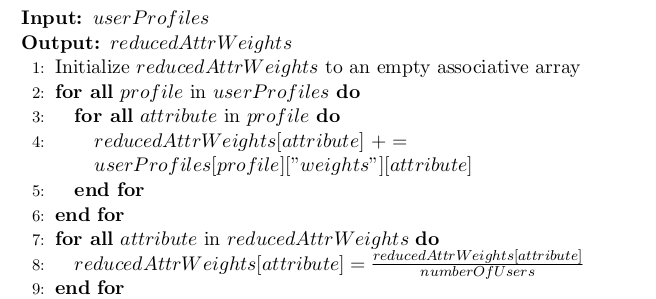 Input: userProfiles
Output: reducedAttrWeights
1: Initialize reducedAttrWeights to an empty associative array
2: for all profile in userProfiles do
3: for all attribute in profile do
4: reducedAttrWeights[attribute] + =
userProfiles[profile]["weights"][attribute]
5: end for
6: end for
7: for all attribute in reducedAttrWeights do
8: reducedAttrWeights[attribute] = reducedAttrWeights[attribute]
numberOfUsers
9: end for